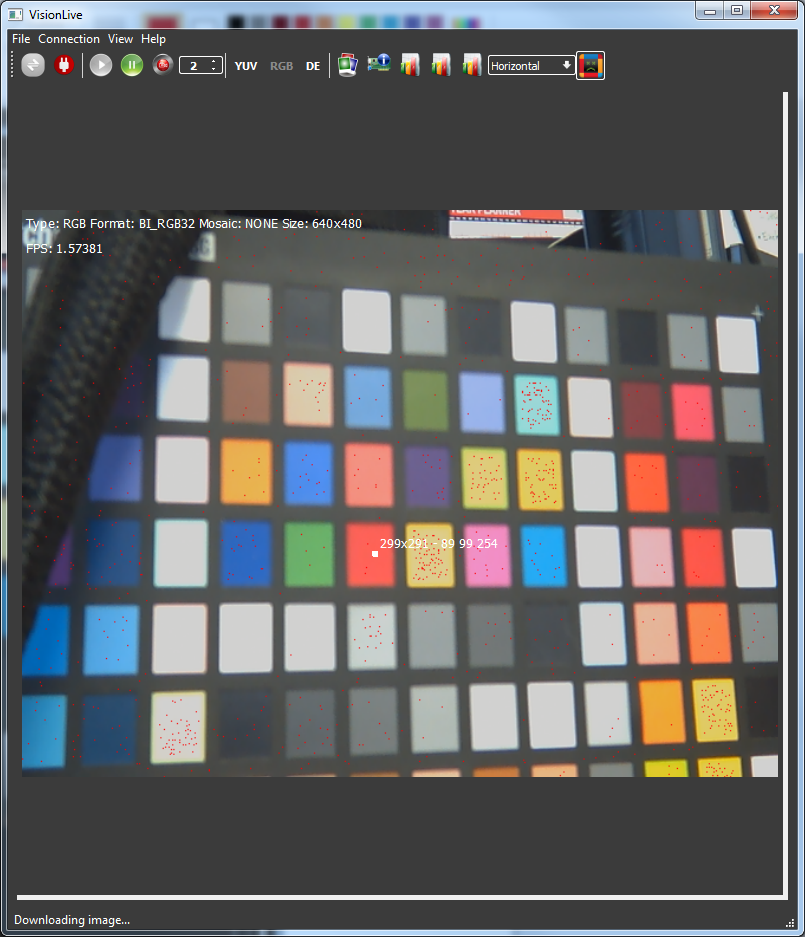 VisionLive
File Connection View Help
2 YUV RGB DE Horizontal
Type: RGB Format: BI_RGB32 Mosaic: NONE Size: 640x480
FPS: 1.57381
299x291 - 89 99 254
Downloading image...